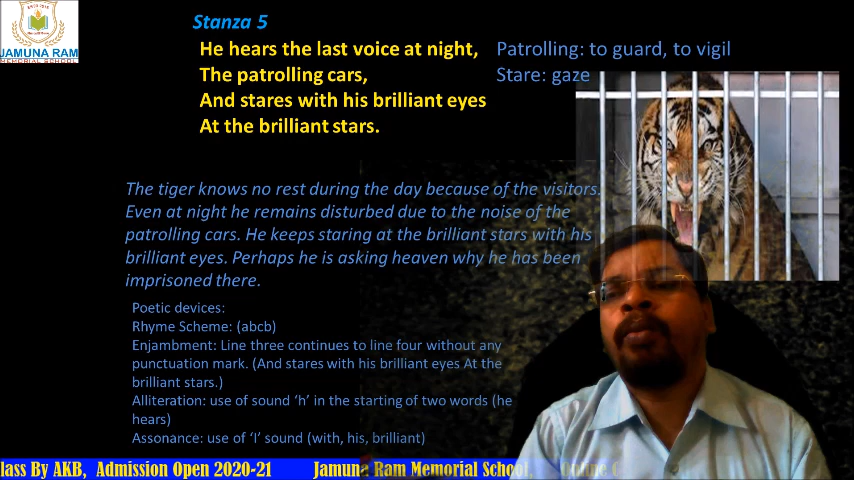 JAMUNA RAM
MEMORIAL SCHOOL
Stanza 5
He hears the last voice at night,
The patrolling cars,
And stares with his brilliant eyes
At the brilliant stars.
Patrolling: to guard, to vigil
Stare: gaze
The tiger knows no rest during the day because of the visitors.
Even at night he remains disturbed due to the noise of the
patrolling cars. He keeps staring at the brilliant stars with his
brilliant eyes. Perhaps he is asking heaven why he has been
imprisoned there.
Poetic devices:
Rhyme Scheme: (abcb)
Enjambment: Line three continues to line four without any
punctuation mark. (And stares with his brilliant eyes At the
brilliant stars.)
Alliteration: use of sound ‘h’ in the starting of two words (he
hears)
Assonance: use of ‘I’ sound (with, his, brilliant)
lass By AKB, Admission Open 2020-21 Jamuna Ram Memorial School,